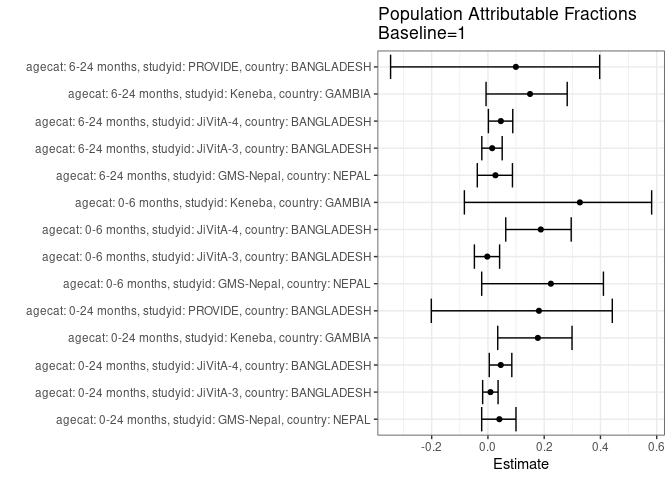 Population Attributable Fractions
Baseline=1
agecat: 6-24 months, studyid: PROVIDE, country: BANGLADESH
agecat: 6-24 months, studyid: Keneba, country: GAMBIA
agecat: 6-24 months, studyid: JiVitA-4, country: BANGLADESH
agecat: 6-24 months, studyid: JiVitA-3, country: BANGLADESH
agecat: 6-24 months, studyid: GMS-Nepal, country: NEPAL
agecat: 0-6 months, studyid: Keneba, country: GAMBIA
agecat: 0-6 months, studyid: JiVitA-4, country: BANGLADESH
agecat: 0-6 months, studyid: JiVitA-3, country: BANGLADESH
agecat: 0-6 months, studyid: GMS-Nepal, country: NEPAL
agecat: 0-24 months, studyid: PROVIDE, country: BANGLADESH
agecat: 0-24 months, studyid: Keneba, country: GAMBIA
agecat: 0-24 months, studyid: JiVitA-4, country: BANGLADESH
agecat: 0-24 months, studyid: JiVitA-3, country: BANGLADESH
agecat: 0-24 months, studyid: GMS-Nepal, country: NEPAL
-0.2 0.0 0.2 0.4 0.6
Estimate